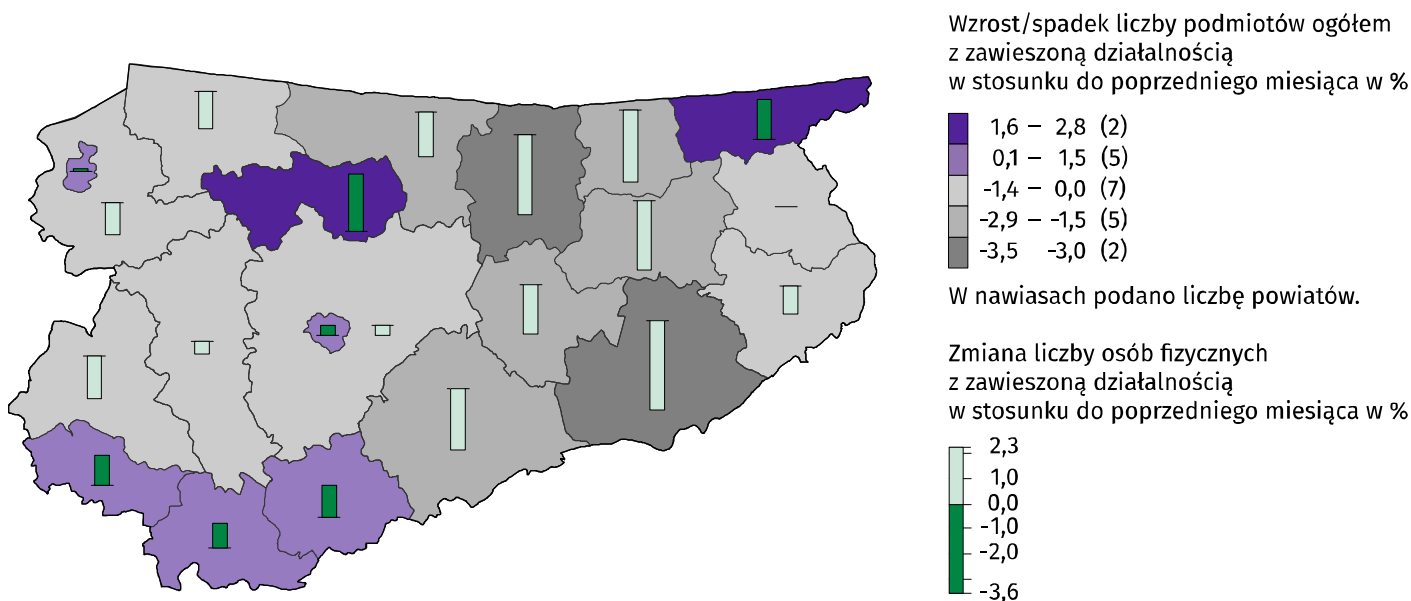 Wzrost/spadek liczby podmiotów ogółem
z zawieszoną działalnością
w stosunku do poprzedniego miesiąca w %
1,6 – 2,8 (2)
0,1 – 1,5 (5)
-1,4 – 0,0 (7)
-2,9 – -1,5 (5)
-3,5 -3,0 (2)
W nawiasach podano liczbę powiatów.
Zmiana liczby osób fizycznych
z zawieszoną działalnością
w stosunku do poprzedniego miesiąca w %
2,3
1,0
0,0
-1,0
-2,0
-3,6